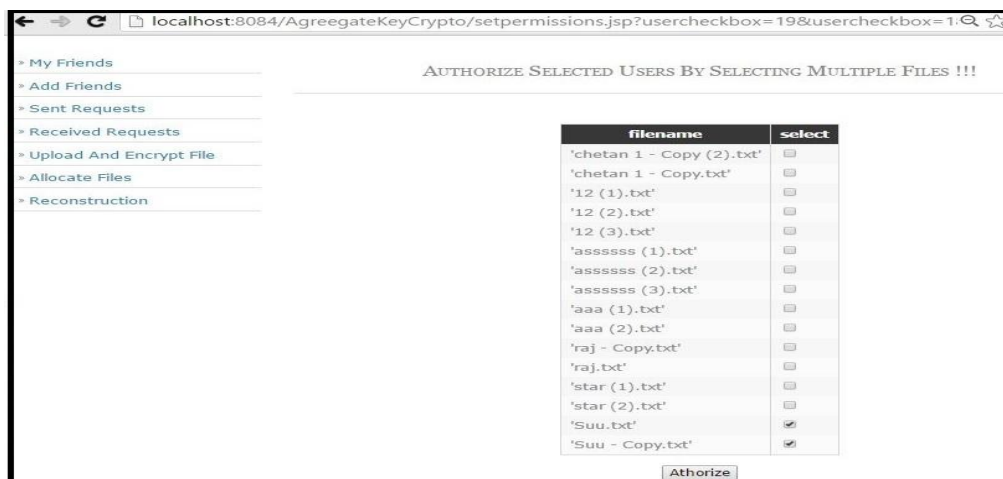 localhost:8084/AgreegateKeyCrypto/setpermissions.jsp?usercheckbox=19&usercheckbox=1
» My Friends
» Add Friends
» Sent Requests
» Received Requests
» Upload And Encrypt File
» Allocate Files
» Reconstruction
AUTHORIZE SELECTED USERS BY SELECTING MULTIPLE FILES !!!
filename select
'chetan 1 - Copy (2).txt'
'chetan 1 - Copy.txt'
'12 (1).txt'
'12 (2).txt'
'12 (3).txt'
'assssss (1).txt'
'assssss (2).txt'
'assssss (3).txt'
'aaa (1).txt'
'aaa (2).txt'
'raj - Copy.txt'
'raj.txt'
'star (1).txt'
'star (2).txt'
'Suu.txt'
'Suu - Copy.txt'
Athorize